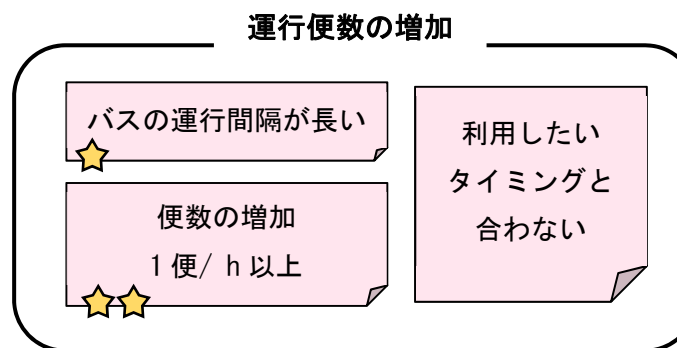 運行便数の増加
バスの運行間隔が長い
便数の増加
1便/ h以上
利用したい
タイミングと
合わない